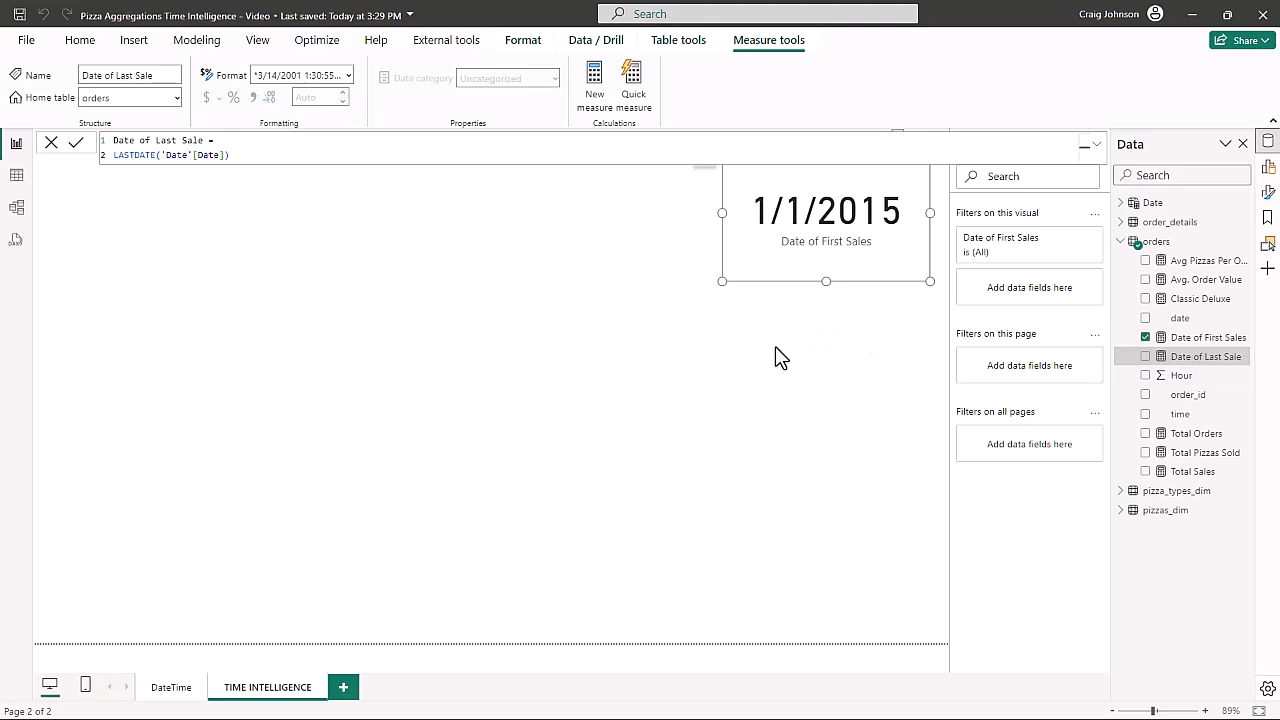 Pizza Aggregations Time Intelligence - Video • Last saved: Today at 3:29 PM
Search
Craig Johnson
File
Home
Insert
Modeling
View
Optimize
Help
External tools
Format
Data / Drill
Table tools
Measure tools
Share
Name
Date of Last Sale
Home table
orders
Structure
Format
*3/14/2001 1:30:55...
$
%
Auto
Formatting
Data category
Uncategorized
Properties
New measure
Quick measure
Calculations
1 Date of Last Sale =
2 LASTDATE('Date'[Date])
1/1/2015
Date of First Sales
Search
Filters on this visual
...
Date of First Sales
is (All)
Add data fields here
Filters on this page
...
Add data fields here
Filters on all pages
...
Add data fields here
Data
Search
Date
order_details
orders
Avg Pizzas Per O...
Avg. Order Value
Classic Deluxe
date
Date of First Sales
Date of Last Sale
Hour
order_id
time
Total Orders
Total Pizzas Sold
Total Sales
pizza_types_dim
pizzas_dim
DateTime
TIME INTELLIGENCE
Page 2 of 2
89%